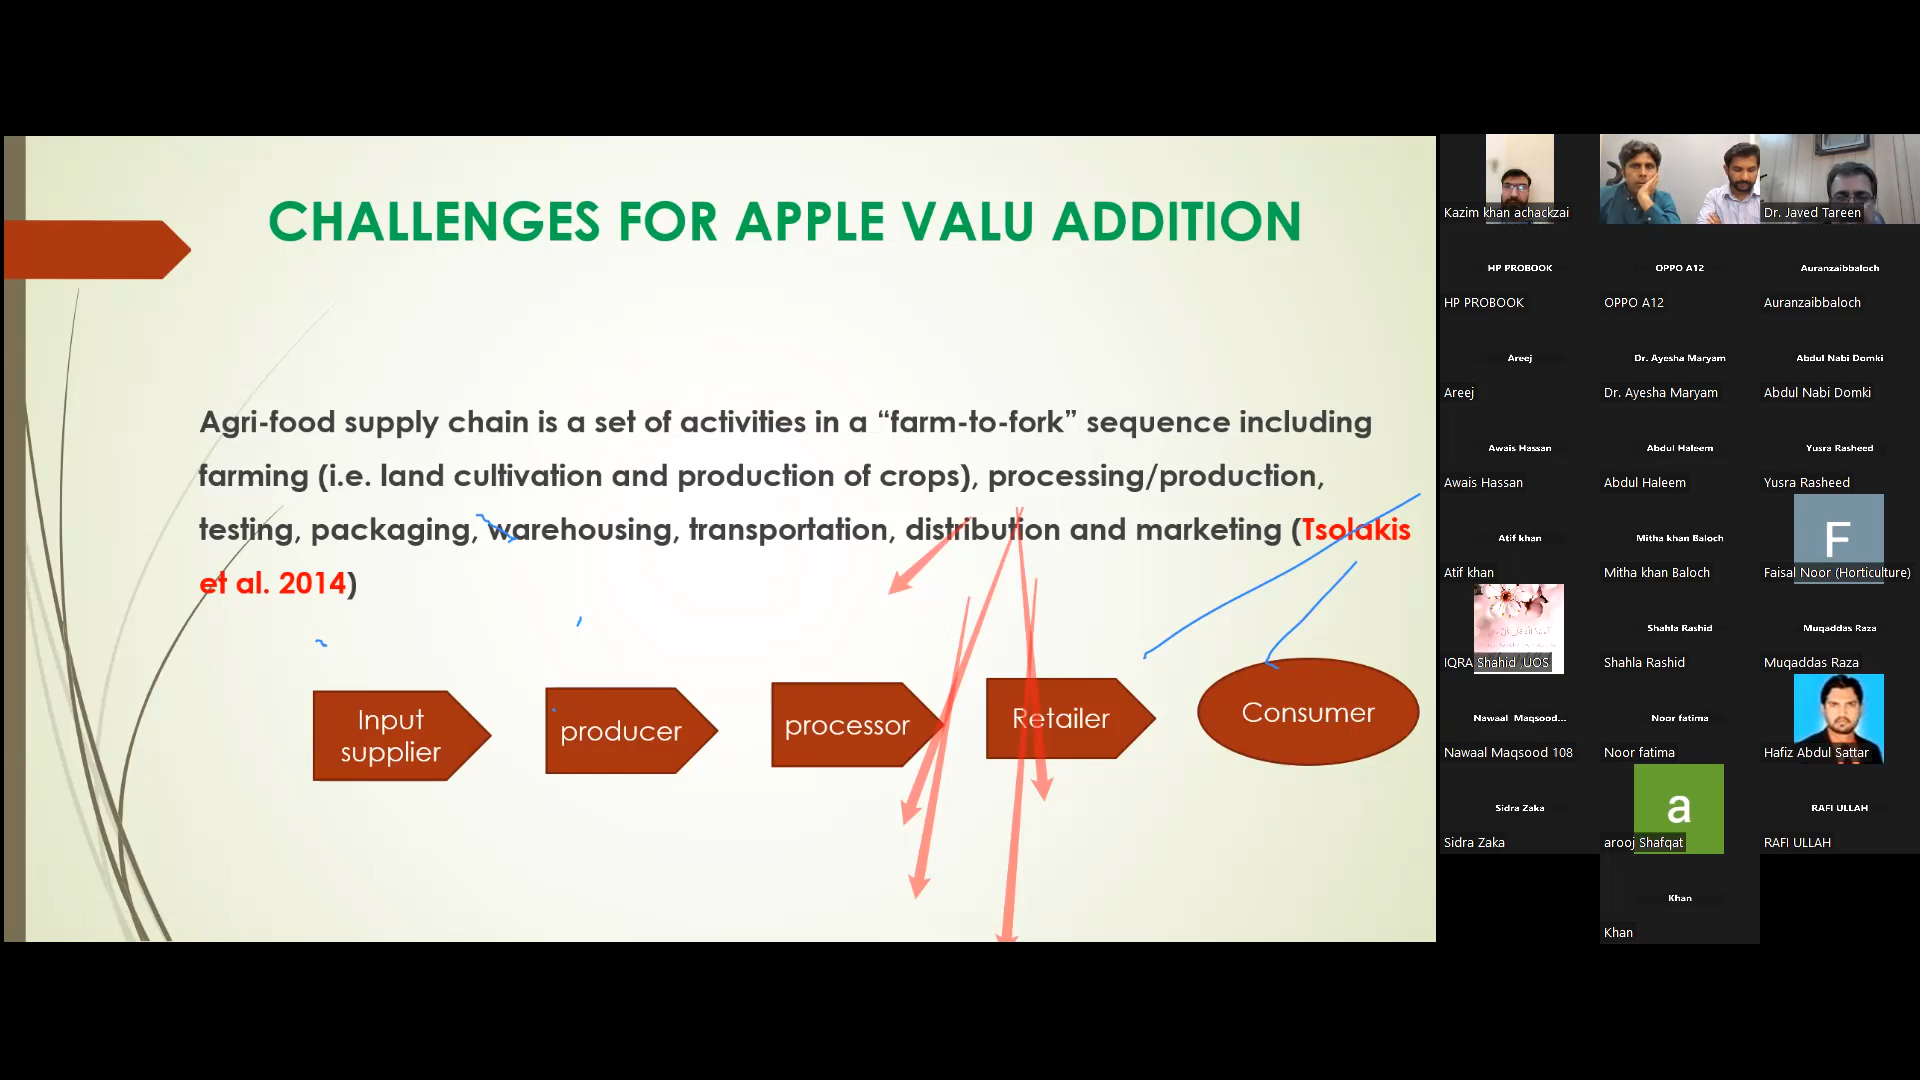 CHALLENGES FOR APPLE VALU ADDITION
Agri-food supply chain is a set of activities in a “farm-to-fork” sequence including
farming (i.e. land cultivation and production of crops), processing/production,
testing, packaging, warehousing, transportation, distribution and marketing (Tsolakis
et al. 2014)
Input
supplier
producer
processor
Retailer
Consumer
Kazim khan achackzai
Dr. Javed Tareen
HP PROBOOK
HP PROBOOK
OPPO A12
OPPO A12
Auranzaibbaloch
Auranzaibbaloch
Areej
Areej
Dr. Ayesha Maryam
Dr. Ayesha Maryam
Abdul Nabi Domki
Abdul Nabi Domki
Awais Hassan
Awais Hassan
Abdul Haleem
Abdul Haleem
Yusra Rasheed
Yusra Rasheed
Atif khan
Atif khan
Mitha khan Baloch
Mitha khan Baloch
F
Faisal Noor (Horticulture)
IQRA Shahid ,UOS
Shahla Rashid
Shahla Rashid
Muqaddas Raza
Muqaddas Raza
Nawaal Maqsood...
Nawaal Maqsood 108
Noor fatima
Noor fatima
Hafiz Abdul Sattar
Sidra Zaka
Sidra Zaka
a
arooj Shafqat
RAFI ULLAH
RAFI ULLAH
Khan
Khan